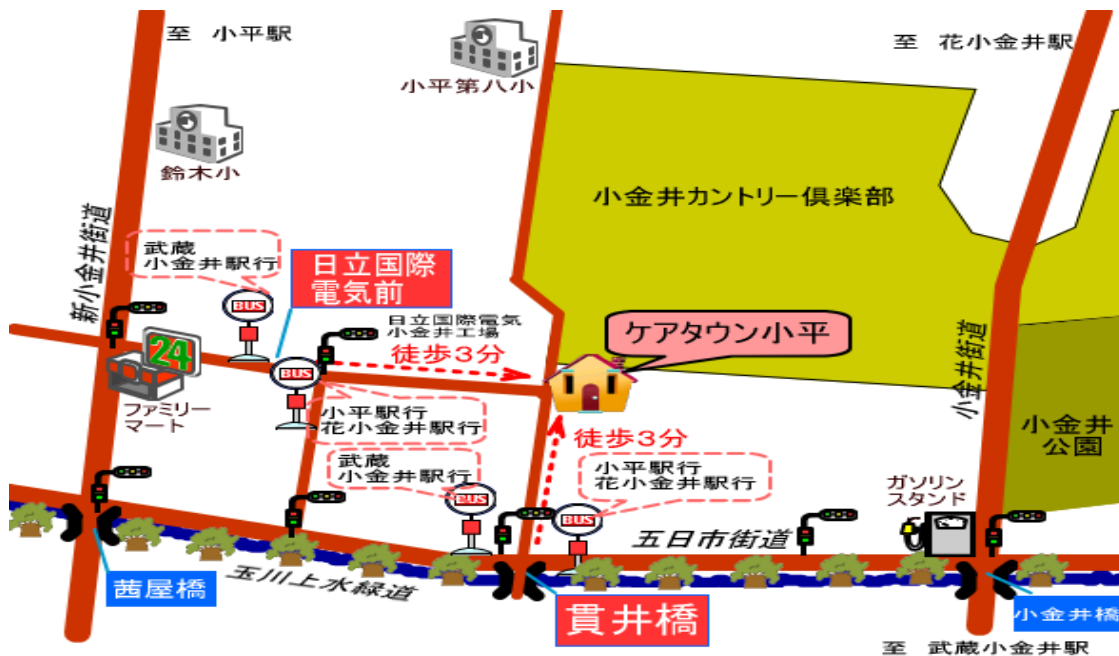 至 小平駅
小平第八小
至 花小金井駅
鈴木小
小金井カントリー倶楽部
新小金井街道
武蔵
小金井駅行
日立国際
電気前
BUS
日立国際電気
小金井工場
ケアタウン小平
24
徒歩3分
BUS
小金井街道
ファミリー
マート
小平駅行
花小金井駅行
徒歩3分
小金井
公園
武蔵
小金井駅行
小平駅行
花小金井駅行
ガソリン
スタンド
BUS
BUS
五日市街道
玉川上水緑道
茜屋橋
貫井橋
小金井橋
至 武蔵小金井駅